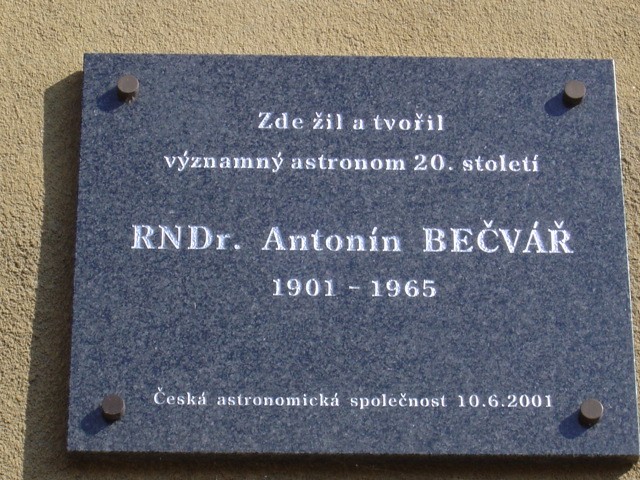 Zde žil a tvořil
významný astronom 20. století
RNDr. Antonín BEČVÁŘ
1901 - 1965
Česká astronomická společnost 10.6.2001